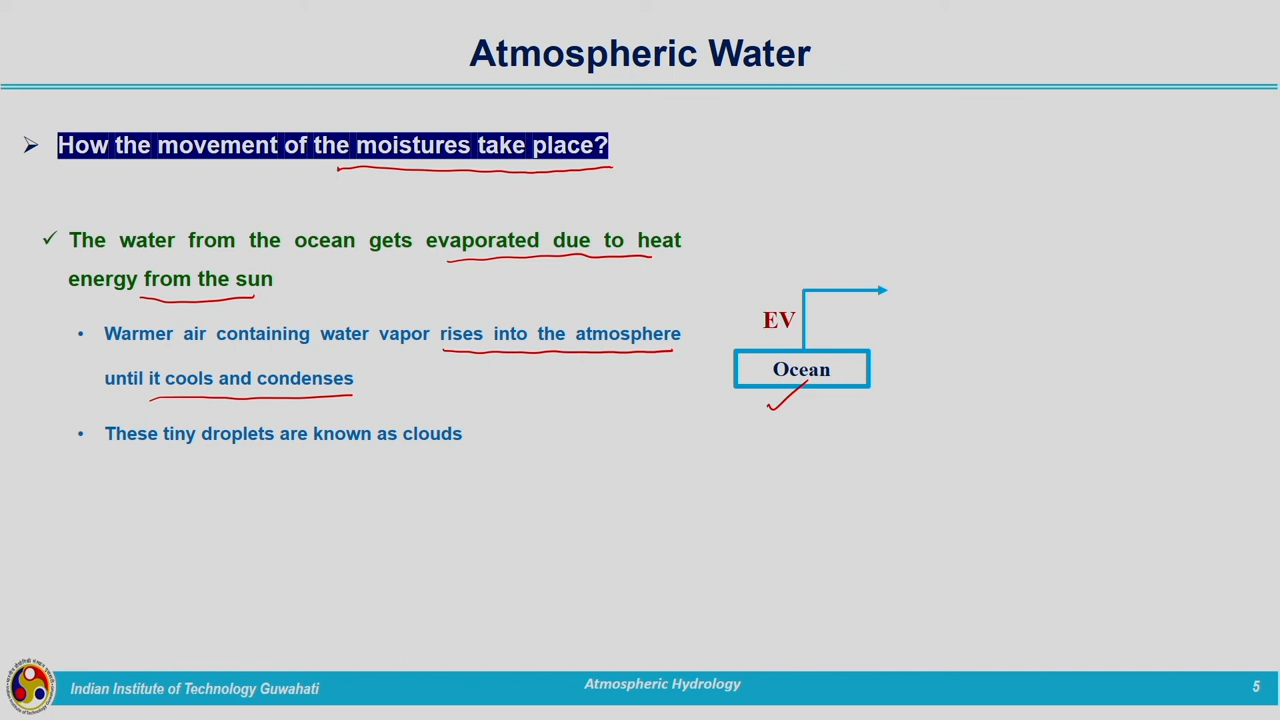 Atmospheric Water
How the movement of the moistures take place?
The water from the ocean gets evaporated due to heat
energy from the sun
• Warmer air containing water vapor rises into the atmosphere
until it cools and condenses
• These tiny droplets are known as clouds
EV
Ocean
Indian Institute of Technology Guwahati
Atmospheric Hydrology
5